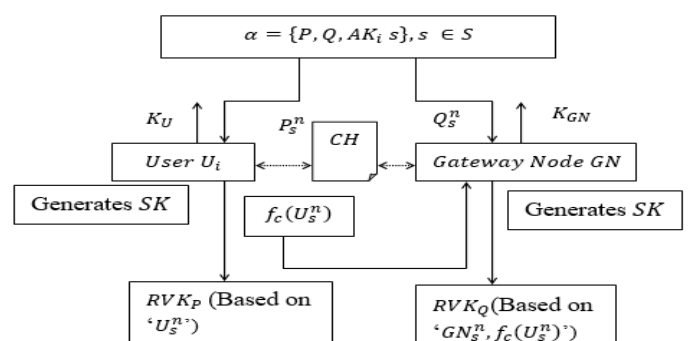 α = {P, Q, AK_i s}, s ∈ S
K_U
P_s^n
Q_s^n
K_GN
CH
User U_i
Gateway Node GN
Generates SK
f_c(U_s^n)
Generates SK
RVK_P (Based on
‘U_s^n’)
RVK_Q(Based on
‘GN_s^n, f_c(U_s^n)’)